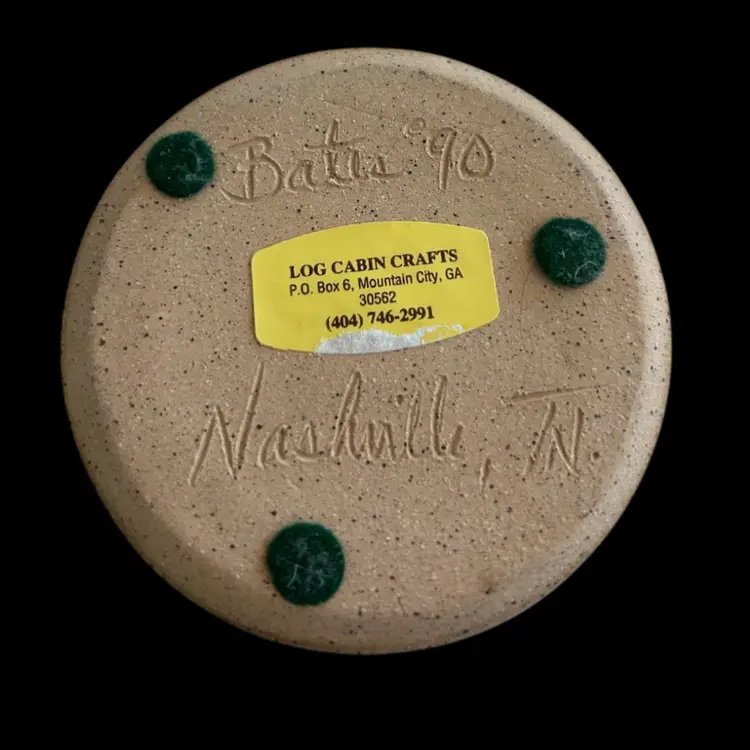 Bates '90
LOG CABIN CRAFTS
P.O. Box 6, Mountain City, GA
30562
(404) 746-2991
Nashville, TN